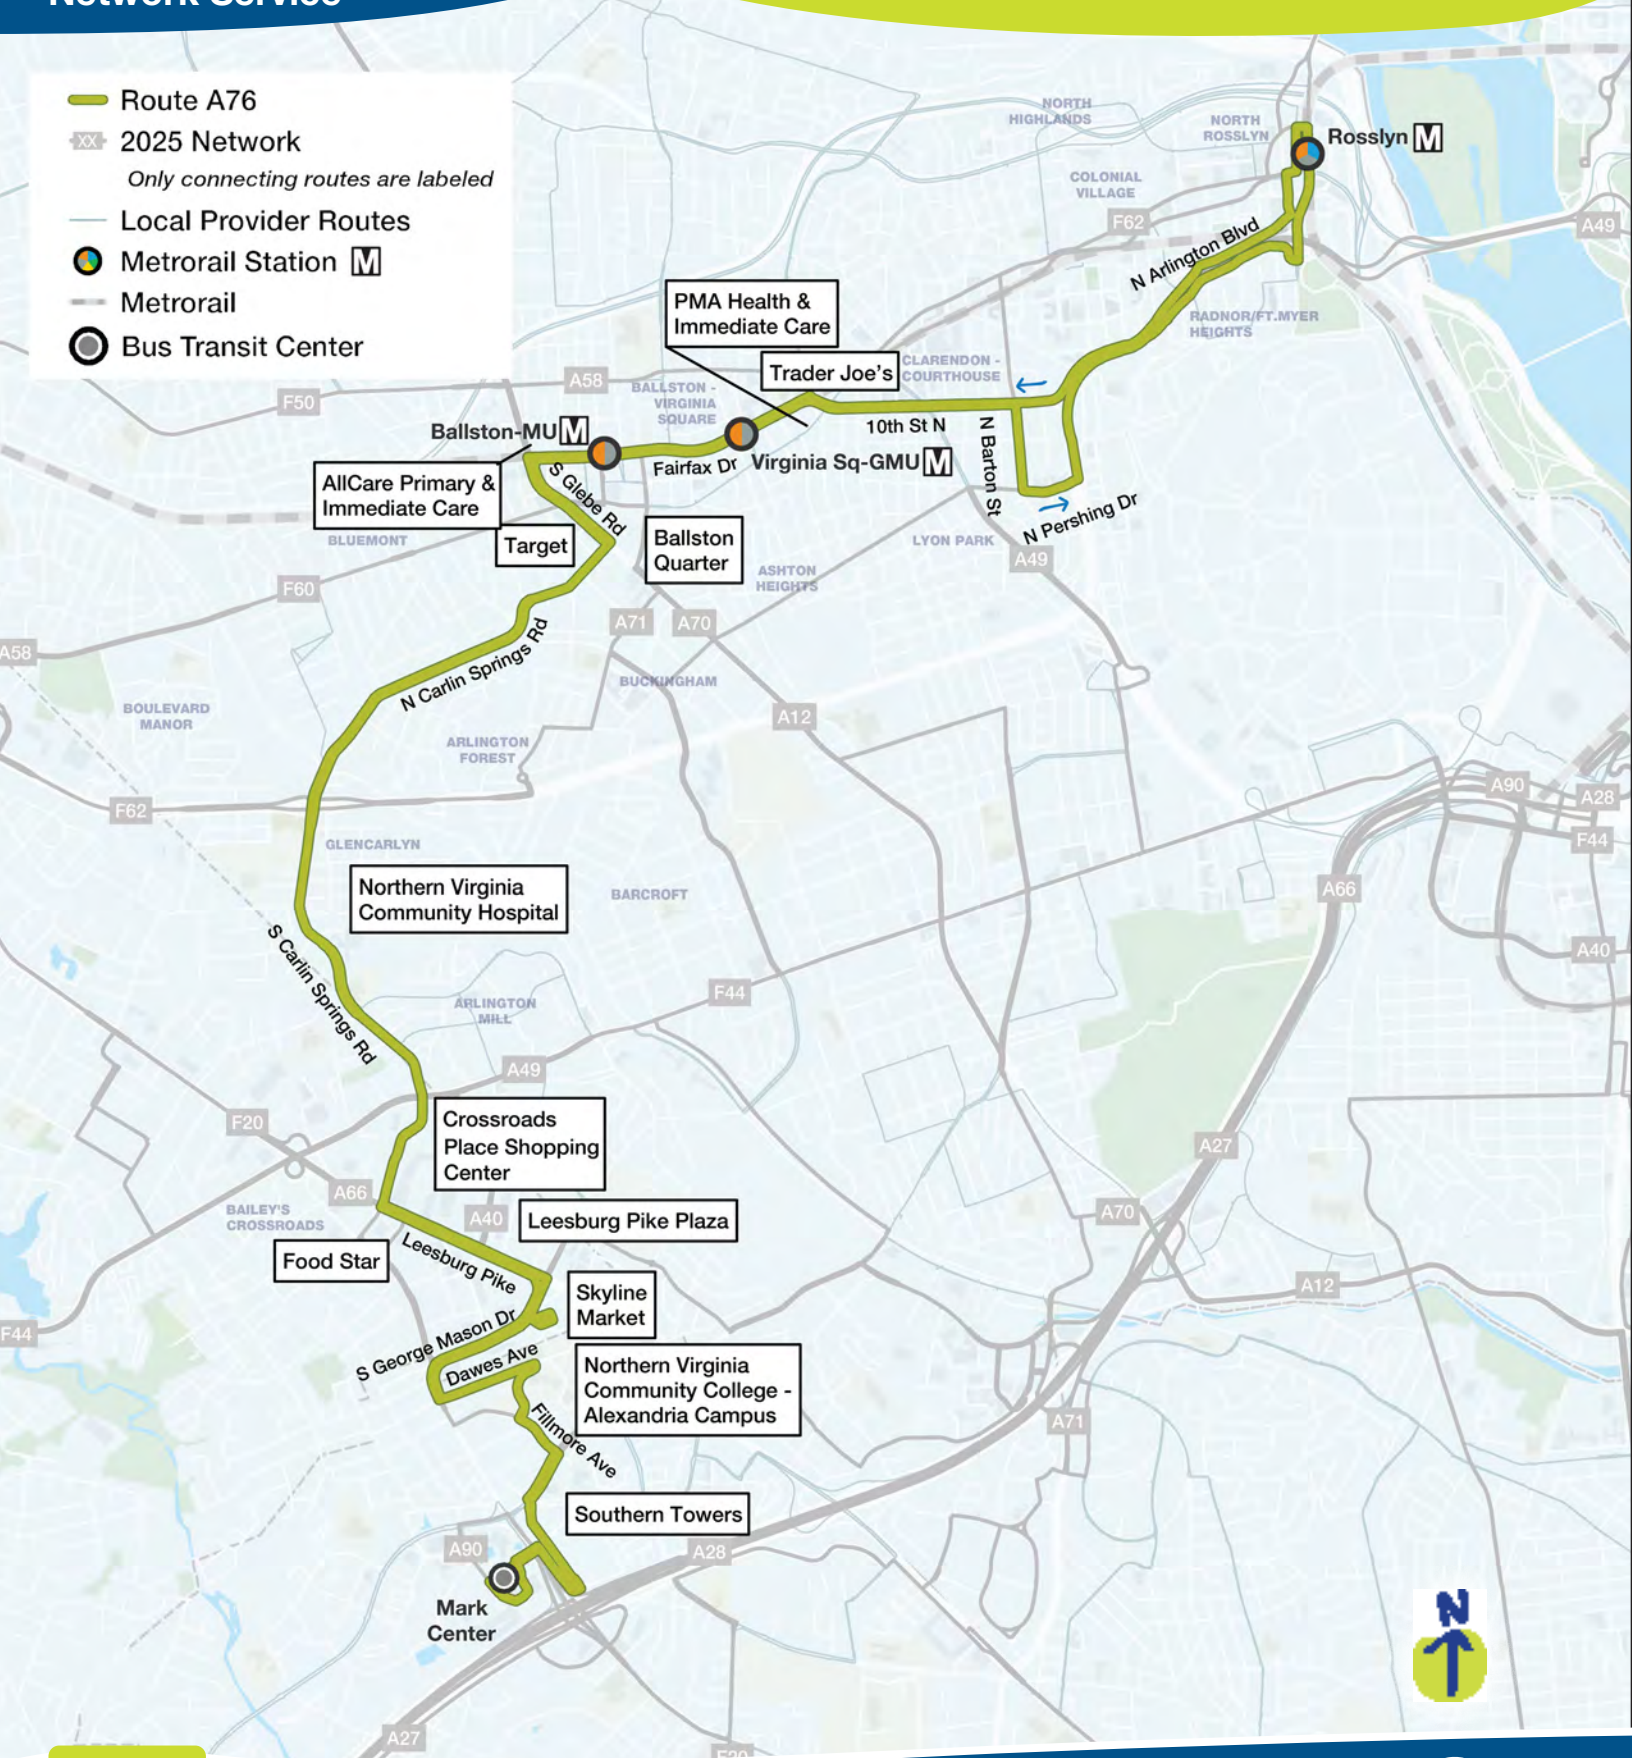 Network Service
Route A76
XX 2025 Network
Only connecting routes are labeled
Local Provider Routes
Metrorail Station M
Metrorail
Bus Transit Center
NORTH
HIGHLANDS
NORTH
ROSSLYN
Rosslyn M
COLONIAL
VILLAGE
F62
A49
N Arlington Blvd
PMA Health &
Immediate Care
RADNOR/FT.MYER
HEIGHTS
Trader Joe's
CLARENDON -
COURTHOUSE
A58
F50
BALLSTON -
VIRGINIA
SQUARE
Ballston-MU M
10th St N
N Barton St
Fairfax Dr
Virginia Sq-GMU M
AllCare Primary &
Immediate Care
S Glebe Rd
N Pershing Dr
BLUEMONT
Target
Ballston
Quarter
LYON PARK
A49
ASHTON
HEIGHTS
F60
A71
A70
A58
N Carlin Springs Rd
BUCKINGHAM
BOULEVARD
MANOR
A12
ARLINGTON
FOREST
A90
A28
F62
F44
GLENCARLYN
Northern Virginia
Community Hospital
BARCROFT
A66
S Carlin Springs Rd
A40
F44
ARLINGTON
MILL
A49
F20
Crossroads
Place Shopping
Center
A27
A66
BAILEY'S
CROSSROADS
A40
Leesburg Pike Plaza
A70
Food Star
Leesburg Pike
Skyline
Market
A12
F44
S George Mason Dr
Dawes Ave
Northern Virginia
Community College -
Alexandria Campus
A71
Fillmore Ave
Southern Towers
A90
A28
Mark
Center
N
A27